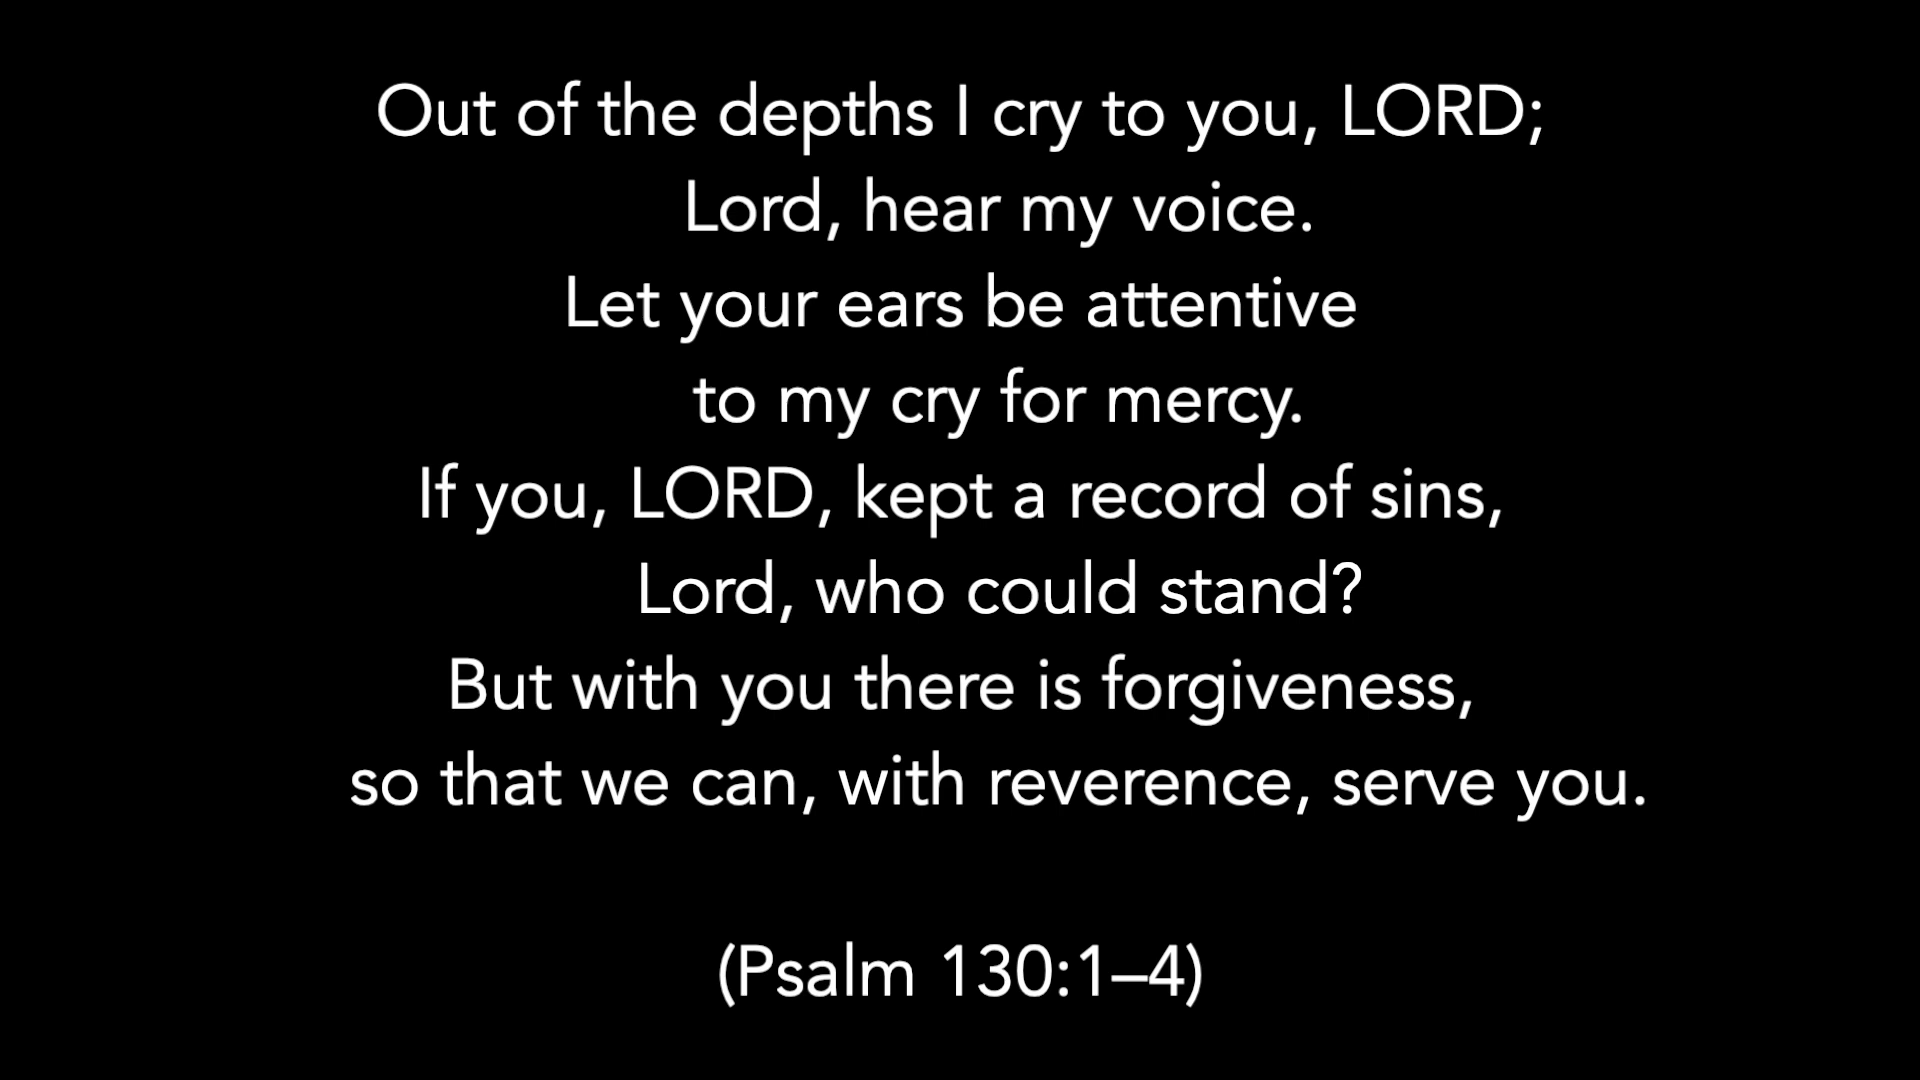 Out of the depths I cry to you, LORD;
Lord, hear my voice.
Let your ears be attentive
to my cry for mercy.
If you, LORD, kept a record of sins,
Lord, who could stand?
But with you there is forgiveness,
so that we can, with reverence, serve you.
(Psalm 130:1–4)